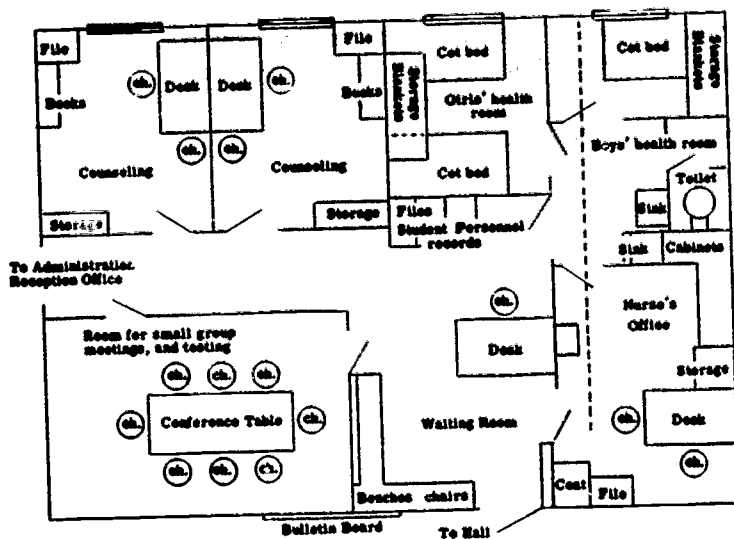 File
File
Cot bed
Cot bed
Storage
Blankets
ch.
Desk
Desk
ch.
Storage
Blankets
Books
Books
Girls' health
room
Boys' health room
ch.
ch.
Counseling
Counseling
Cot bed
Toilet
Storage
Storage
Files
Sink
Student Personnel
records
Sink
Cabinets
To Administration
Reception Office
ch.
Nurse's
Office
Room for small group
meetings, and testing
Desk
Storage
ch.
ch.
ch.
ch.
Conference Table
ch.
Waiting Room
ch.
Desk
ch.
ch.
ch.
ch.
Benches chairs
Coat
File
Bulletin Board
To Hall